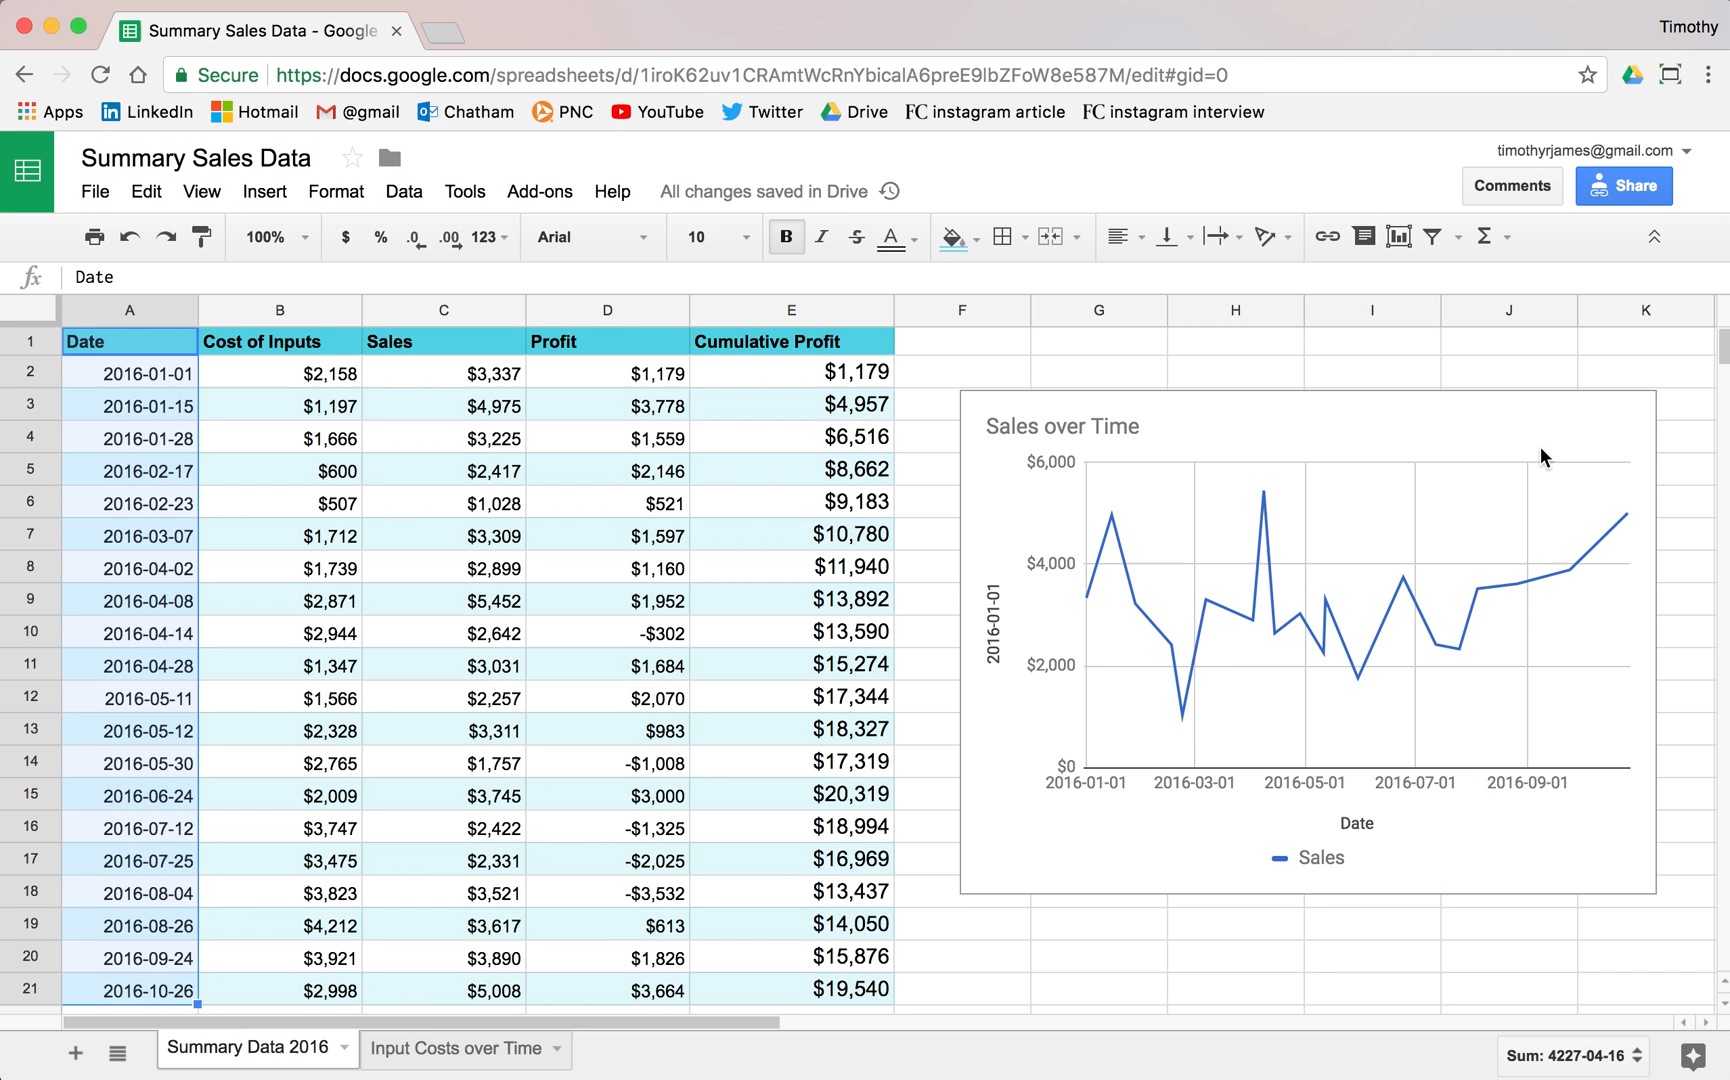 Summary Sales Data - Google
Timothy
Secure https://docs.google.com/spreadsheets/d/1iroK62uv1CRAmtWcRnYbicalA6preE9lbZFoW8e587M/edit#gid=0
Apps LinkedIn Hotmail @gmail Chatham PNC YouTube Twitter Drive FC instagram article FC instagram interview
Summary Sales Data
timothyrjames@gmail.com
File Edit View Insert Format Data Tools Add-ons Help All changes saved in Drive
Comments Share
100% $ % .0 .00 123 Arial 10 B I S A Σ
fx Date
A B C D E F G H I J K
1 Date Cost of Inputs Sales Profit Cumulative Profit
2 2016-01-01 $2,158 $3,337 $1,179 $1,179
3 2016-01-15 $1,197 $4,975 $3,778 $4,957
4 2016-01-28 $1,666 $3,225 $1,559 $6,516
5 2016-02-17 $600 $2,417 $2,146 $8,662
6 2016-02-23 $507 $1,028 $521 $9,183
7 2016-03-07 $1,712 $3,309 $1,597 $10,780
8 2016-04-02 $1,739 $2,899 $1,160 $11,940
9 2016-04-08 $2,871 $5,452 $1,952 $13,892
10 2016-04-14 $2,944 $2,642 -$302 $13,590
11 2016-04-28 $1,347 $3,031 $1,684 $15,274
12 2016-05-11 $1,566 $2,257 $2,070 $17,344
13 2016-05-12 $2,328 $3,311 $983 $18,327
14 2016-05-30 $2,765 $1,757 -$1,008 $17,319
15 2016-06-24 $2,009 $3,745 $3,000 $20,319
16 2016-07-12 $3,747 $2,422 -$1,325 $18,994
17 2016-07-25 $3,475 $2,331 -$2,025 $16,969
18 2016-08-04 $3,823 $3,521 -$3,532 $13,437
19 2016-08-26 $4,212 $3,617 $613 $14,050
20 2016-09-24 $3,921 $3,890 $1,826 $15,876
21 2016-10-26 $2,998 $5,008 $3,664 $19,540
Sales over Time
$6,000
$4,000
$2,000
$0
2016-01-01
2016-01-01 2016-03-01 2016-05-01 2016-07-01 2016-09-01
Date
Sales
Summary Data 2016 Input Costs over Time
Sum: 4227-04-16